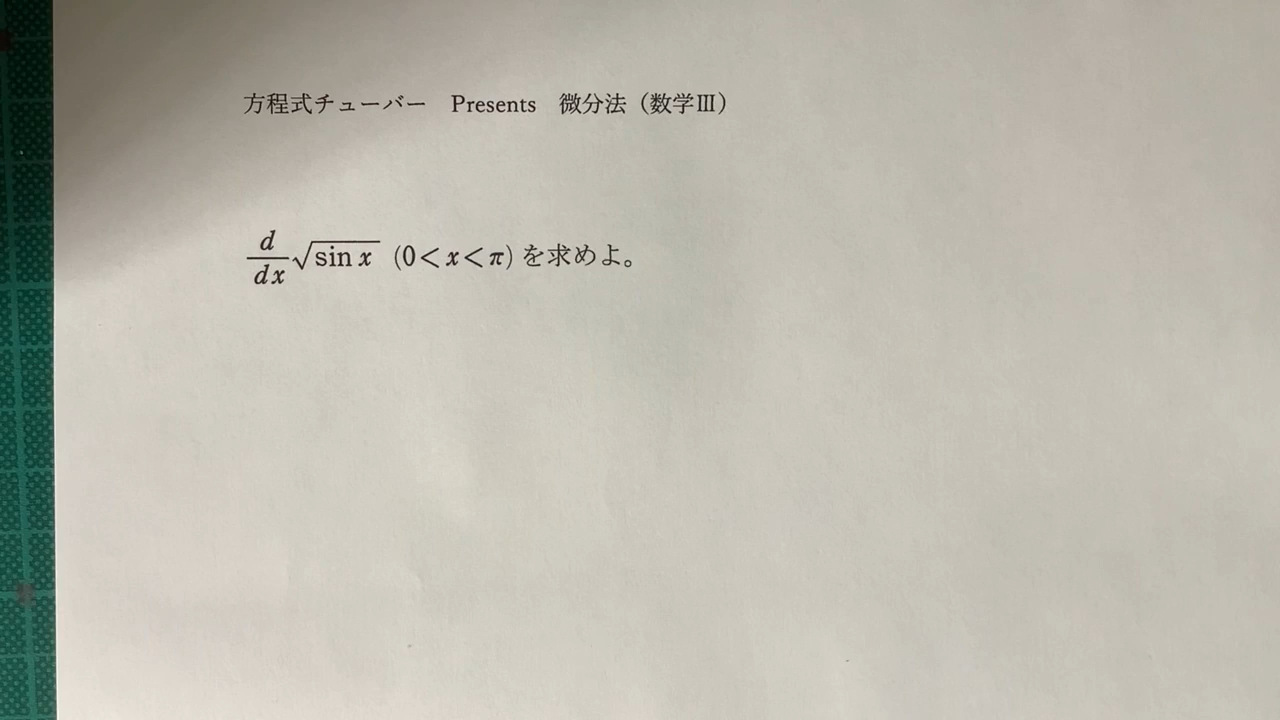 方程式チューバー Presents 微分法（数学Ⅲ）
d/dx √sin x (0<x<π) を求めよ。